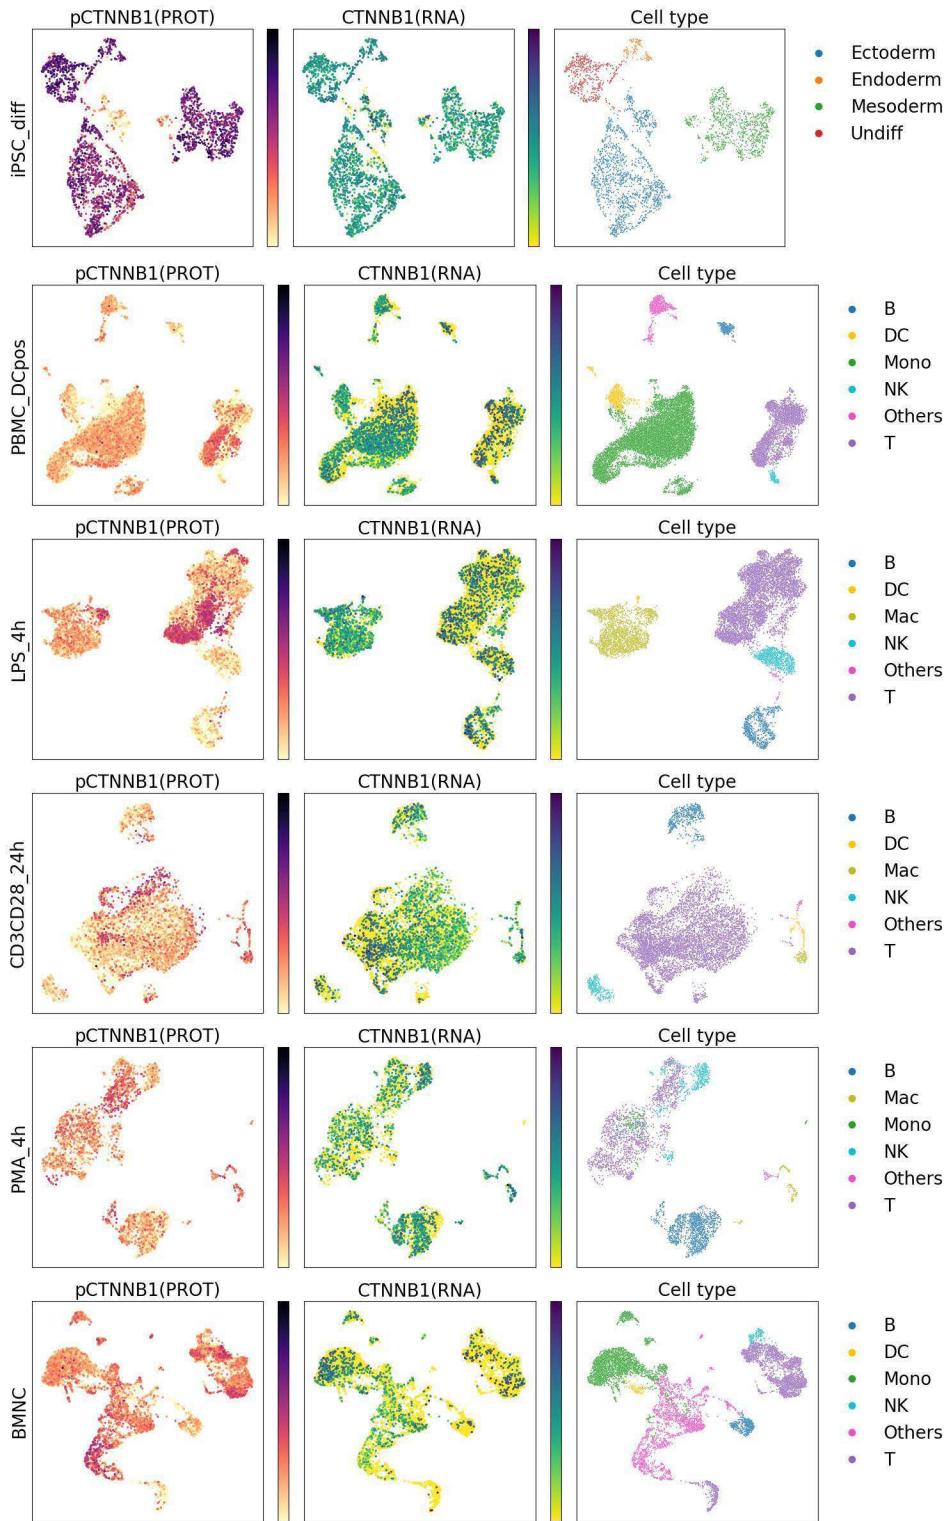 pCTNNB1(PROT) CTNNB1(RNA) Cell type
iPSC_diff
Ectoderm
Endoderm
Mesoderm
Undiff
pCTNNB1(PROT) CTNNB1(RNA) Cell type
PBMC_DCpos
B
DC
Mono
NK
Others
T
pCTNNB1(PROT) CTNNB1(RNA) Cell type
LPS_4h
B
DC
Mac
NK
Others
T
pCTNNB1(PROT) CTNNB1(RNA) Cell type
CD3CD28_24h
B
DC
Mac
NK
Others
T
pCTNNB1(PROT) CTNNB1(RNA) Cell type
PMA_4h
B
Mac
Mono
NK
Others
T
pCTNNB1(PROT) CTNNB1(RNA) Cell type
BMNC
B
DC
Mono
NK
Others
T